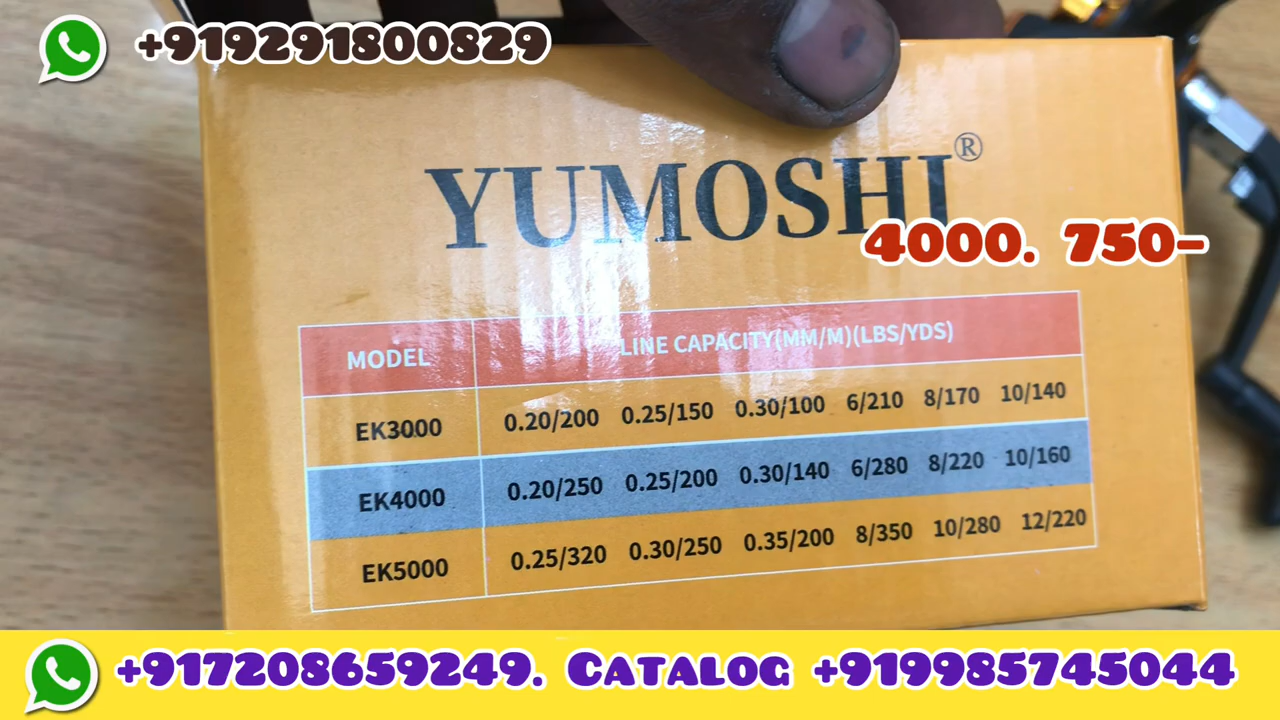 +919291800829
YUMOSHI®
4000. 750-
MODEL LINE CAPACITY(MM/M)(LBS/YDS)
EK3000 0.20/200 0.25/150 0.30/100 6/210 8/170 10/140
EK4000 0.20/250 0.25/200 0.30/140 6/280 8/220 10/160
EK5000 0.25/320 0.30/250 0.35/200 8/350 10/280 12/220
+917208659249. Catalog +919985745044